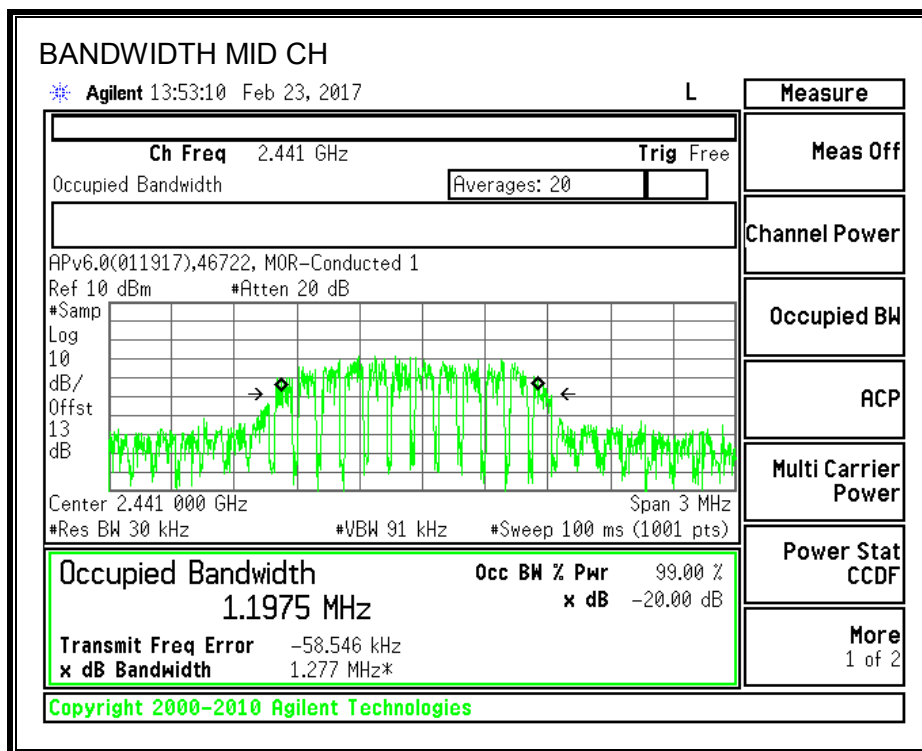 BANDWIDTH MID CH
Agilent 13:53:10 Feb 23, 2017 L
Ch Freq 2.441 GHz Trig Free
Occupied Bandwidth Averages: 20
APv6.0(011917),46722, MOR-Conducted 1
Ref 10 dBm #Atten 20 dB
#Samp
Log
10
dB/
Offst
13
dB
Center 2.441 000 GHz Span 3 MHz
#Res BW 30 kHz #VBW 91 kHz #Sweep 100 ms (1001 pts)
Occupied Bandwidth Occ BW % Pwr 99.00 %
1.1975 MHz x dB -20.00 dB
Transmit Freq Error -58.546 kHz
x dB Bandwidth 1.277 MHz*
Copyright 2000-2010 Agilent Technologies
Measure
Meas Off
Channel Power
Occupied BW
ACP
Multi Carrier
Power
Power Stat
CCDF
More
1 of 2